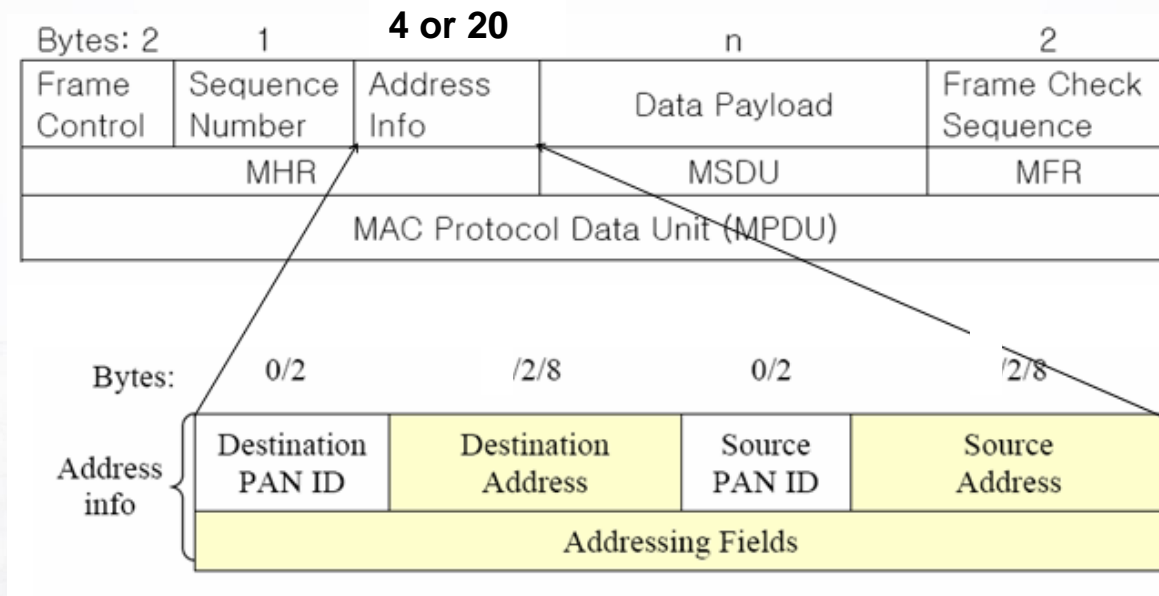 4 or 20
Bytes: 2 1 n 2
Frame Control Sequence Number Address Info Data Payload Frame Check Sequence
MHR MSDU MFR
MAC Protocol Data Unit (MPDU)
Bytes: 0/2 /2/8 0/2 /2/8
Address info
Destination PAN ID Destination Address Source PAN ID Source Address
Addressing Fields